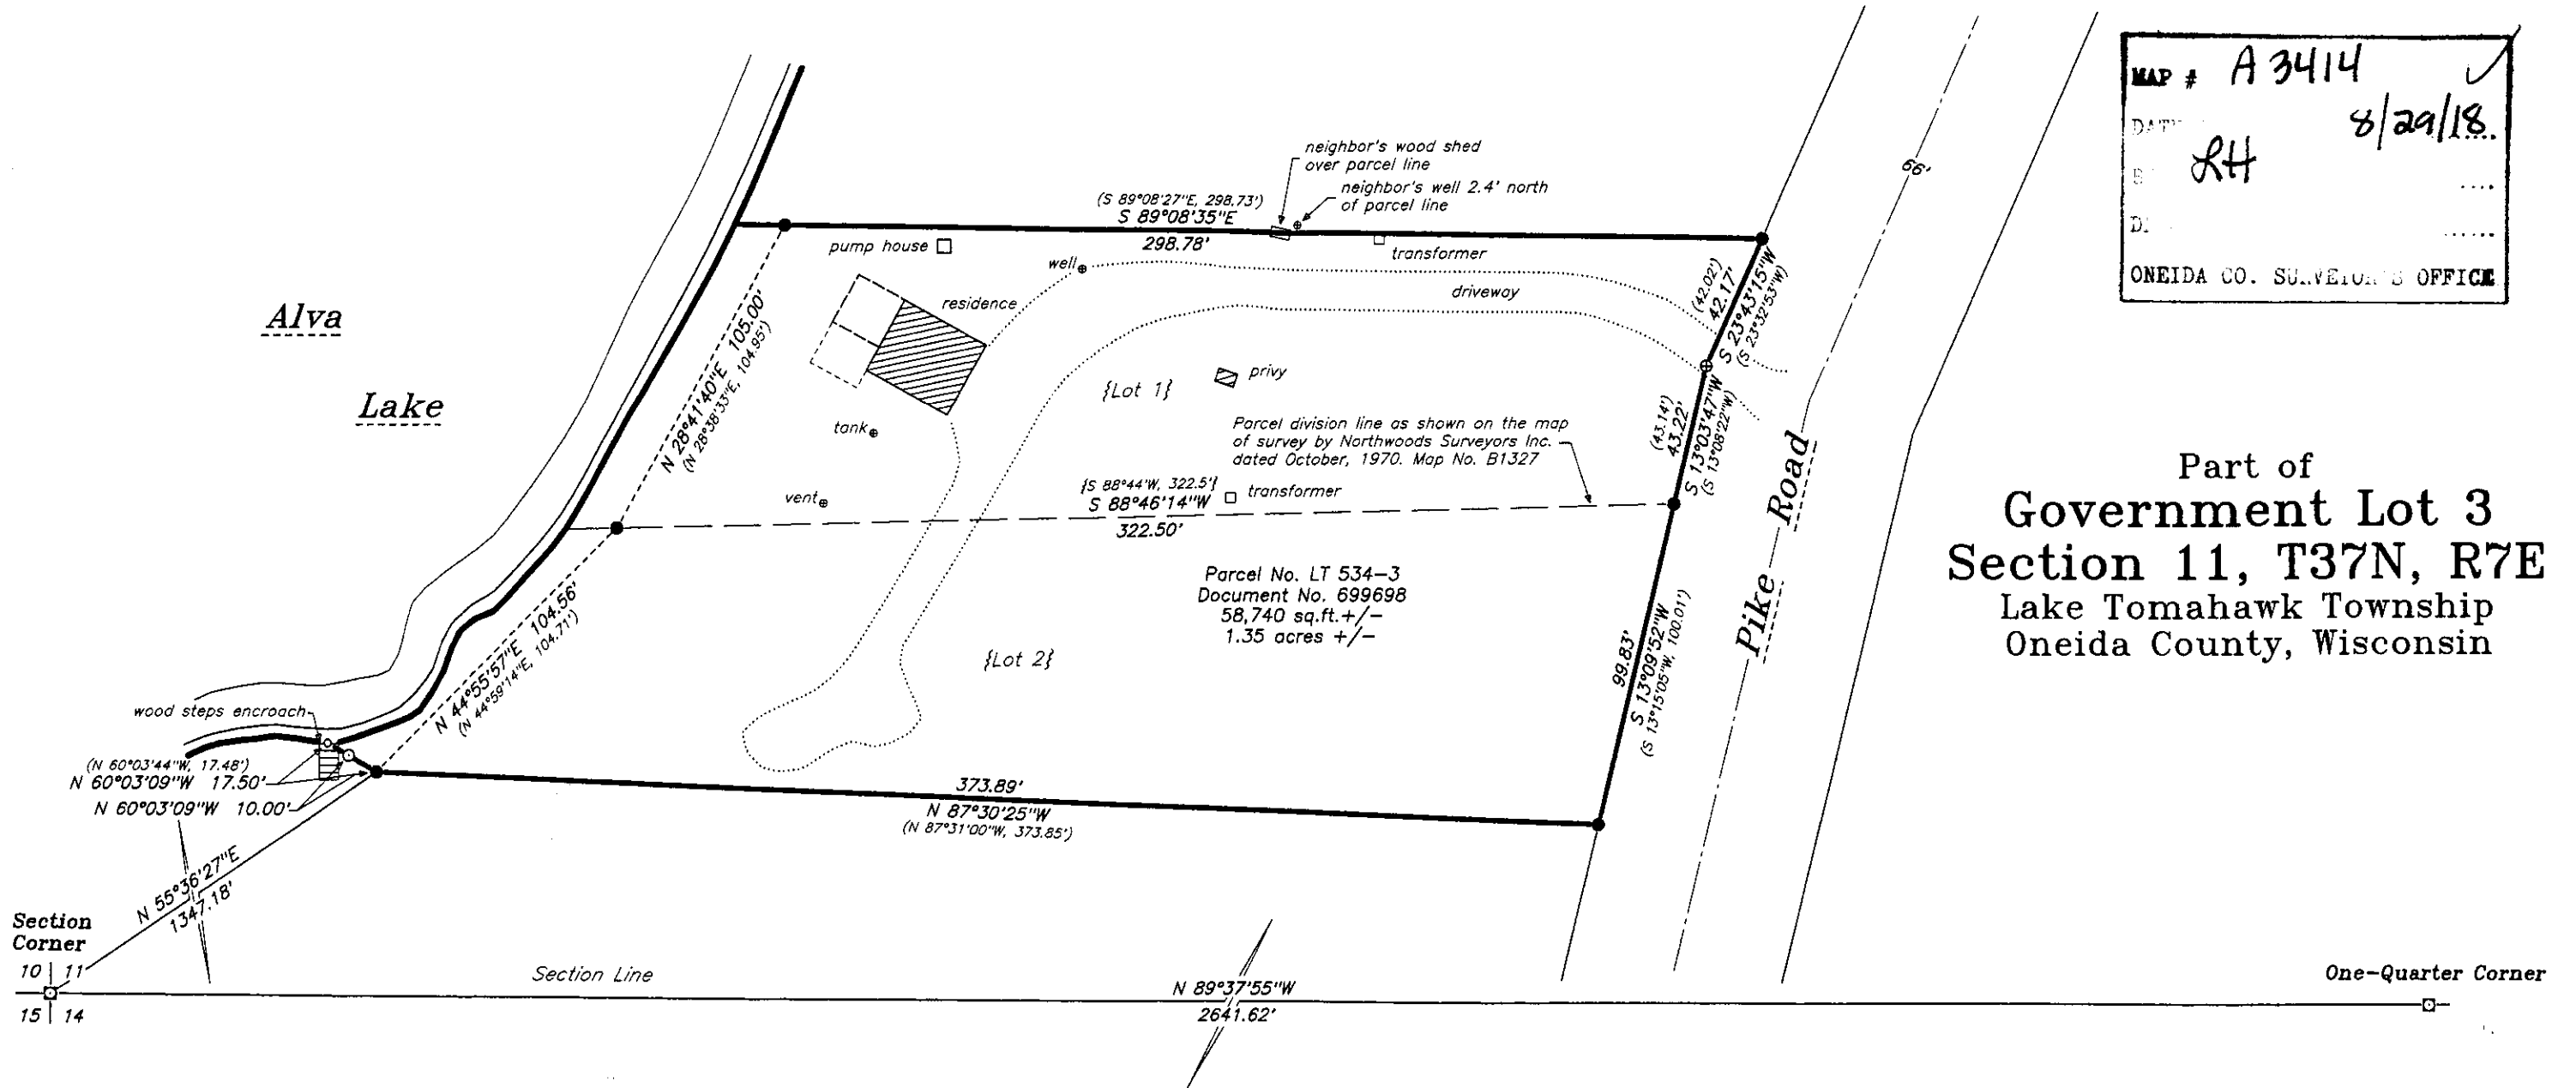 MAP # A 3414
DAT 8/29/18
LH
ONEIDA CO. SURVEYOR'S OFFICE
Alva
Lake
neighbor's wood shed
over parcel line
neighbor's well 2.4' north
of parcel line
(S 89°08'27"E, 298.73')
S 89°08'35"E
298.78'
pump house
well
transformer
driveway
residence
66'
(42.02')
42.17'
S 23°43'15"W
(S 23°32'53"W)
N 28°41'40"E 105.00'
(N 28°38'33"E, 104.95')
{Lot 1}
privy
tank
Parcel division line as shown on the map
of survey by Northwoods Surveyors Inc.
dated October, 1970. Map No. B1327
(43.14')
43.22'
S 13°03'47"W
(S 13°08'22"W)
vent
{S 88°44'W, 322.5'}
S 88°46'14"W
322.50'
transformer
Pike Road
Part of
Government Lot 3
Section 11, T37N, R7E
Lake Tomahawk Township
Oneida County, Wisconsin
Parcel No. LT 534-3
Document No. 699698
58,740 sq.ft.+/-
1.35 acres +/-
{Lot 2}
N 44°55'57"E 104.56'
(N 44°59'14"E, 104.71')
99.83'
S 13°09'52"W
(S 13°15'05"W, 100.01')
wood steps encroach
(N 60°03'44"W, 17.48')
N 60°03'09"W 17.50'
N 60°03'09"W 10.00'
373.89'
N 87°30'25"W
(N 87°31'00"W, 373.85')
N 55°36'27"E
1347.18'
Section
Corner
10 11
15 14
Section Line
N 89°37'55"W
2641.62'
One-Quarter Corner